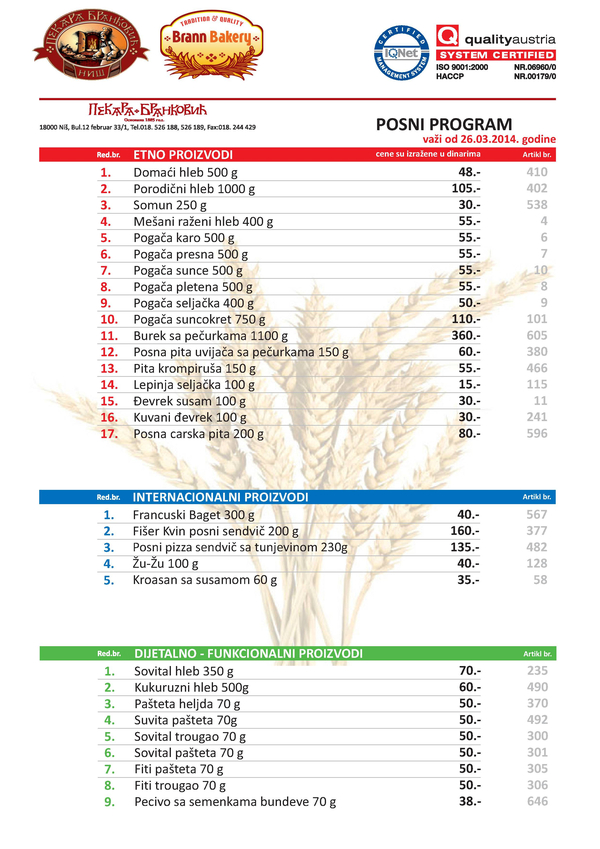 ПЕКАРА БРАНКОВИЋ
НИШ
TRADITION & QUALITY
Brann Bakery
CERTIFIED
IQNet
MANAGEMENT SYSTEM
Q qualityaustria
SYSTEM CERTIFIED
ISO 9001:2000 NR.06960/0
HACCP NR.00179/0
ПЕКАРА БРАНКОВИЋ
Основана 1885 год.
18000 Niš, Bul.12 februar 33/1, Tel.018. 526 188, 526 189, Fax:018. 244 429
POSNI PROGRAM
važi od 26.03.2014. godine
Red.br. ETNO PROIZVODI cene su izražene u dinarima Artikl br.
1. Domaći hleb 500 g 48.- 410
2. Porodični hleb 1000 g 105.- 402
3. Somun 250 g 30.- 538
4. Mešani raženi hleb 400 g 55.- 4
5. Pogača karo 500 g 55.- 6
6. Pogača presna 500 g 55.- 7
7. Pogača sunce 500 g 55.- 10
8. Pogača pletena 500 g 55.- 8
9. Pogača seljačka 400 g 50.- 9
10. Pogača suncokret 750 g 110.- 101
11. Burek sa pečurkama 1100 g 360.- 605
12. Posna pita uvijača sa pečurkama 150 g 60.- 380
13. Pita krompiruša 150 g 55.- 466
14. Lepinja seljačka 100 g 15.- 115
15. Đevrek susam 100 g 30.- 11
16. Kuvani đevrek 100 g 30.- 241
17. Posna carska pita 200 g 80.- 596
Red.br. INTERNACIONALNI PROIZVODI Artikl br.
1. Francuski Baget 300 g 40.- 567
2. Fišer Kvin posni sendvič 200 g 160.- 377
3. Posni pizza sendvič sa tunjevinom 230g 135.- 482
4. Žu-Žu 100 g 40.- 128
5. Kroasan sa susamom 60 g 35.- 58
Red.br. DIJETALNO - FUNKCIONALNI PROIZVODI Artikl br.
1. Sovital hleb 350 g 70.- 235
2. Kukuruzni hleb 500g 60.- 490
3. Pašteta heljda 70 g 50.- 370
4. Suvita pašteta 70g 50.- 492
5. Sovital trougao 70 g 50.- 300
6. Sovital pašteta 70 g 50.- 301
7. Fiti pašteta 70 g 50.- 305
8. Fiti trougao 70 g 50.- 306
9. Pecivo sa semenkama bundeve 70 g 38.- 646